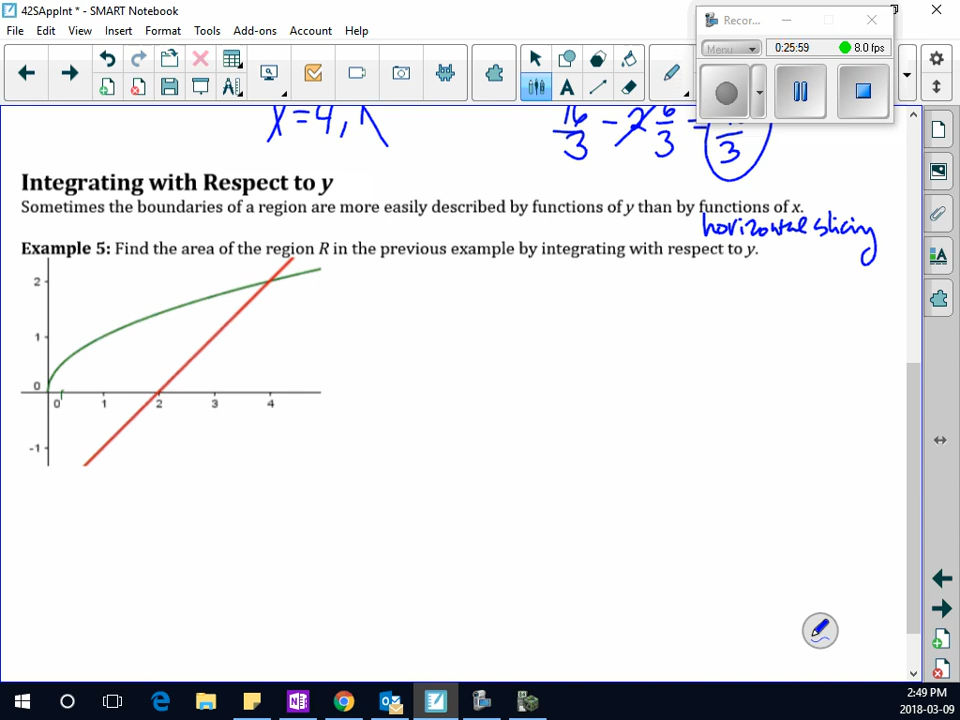 42SAppInt * - SMART Notebook
File Edit View Insert Format Tools Add-ons Account Help
Recor...
Menu 0:25:59 8.0 fps
x = 4,
16/3 - 2 6/3 -
3
Integrating with Respect to y
Sometimes the boundaries of a region are more easily described by functions of y than by functions of x.
horizontal slicing
Example 5: Find the area of the region R in the previous example by integrating with respect to y.
2
1
0
0 1 2 3 4
-1
2:49 PM
2018-03-09